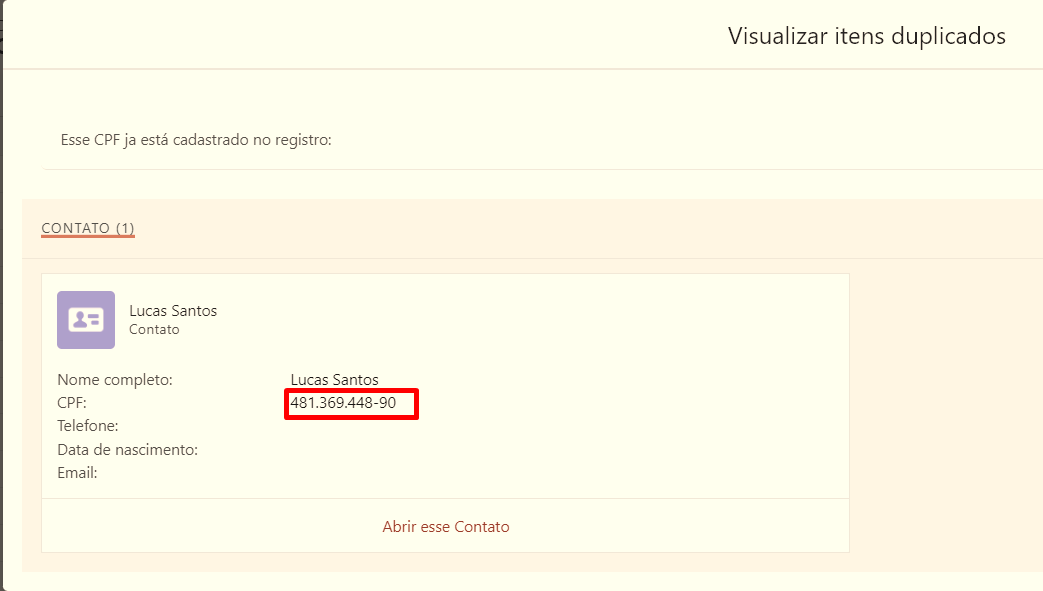 Visualizar itens duplicados
Esse CPF ja está cadastrado no registro:
CONTATO (1)
Lucas Santos
Contato
Nome completo: Lucas Santos
CPF: 481.369.448-90
Telefone:
Data de nascimento:
Email:
Abrir esse Contato